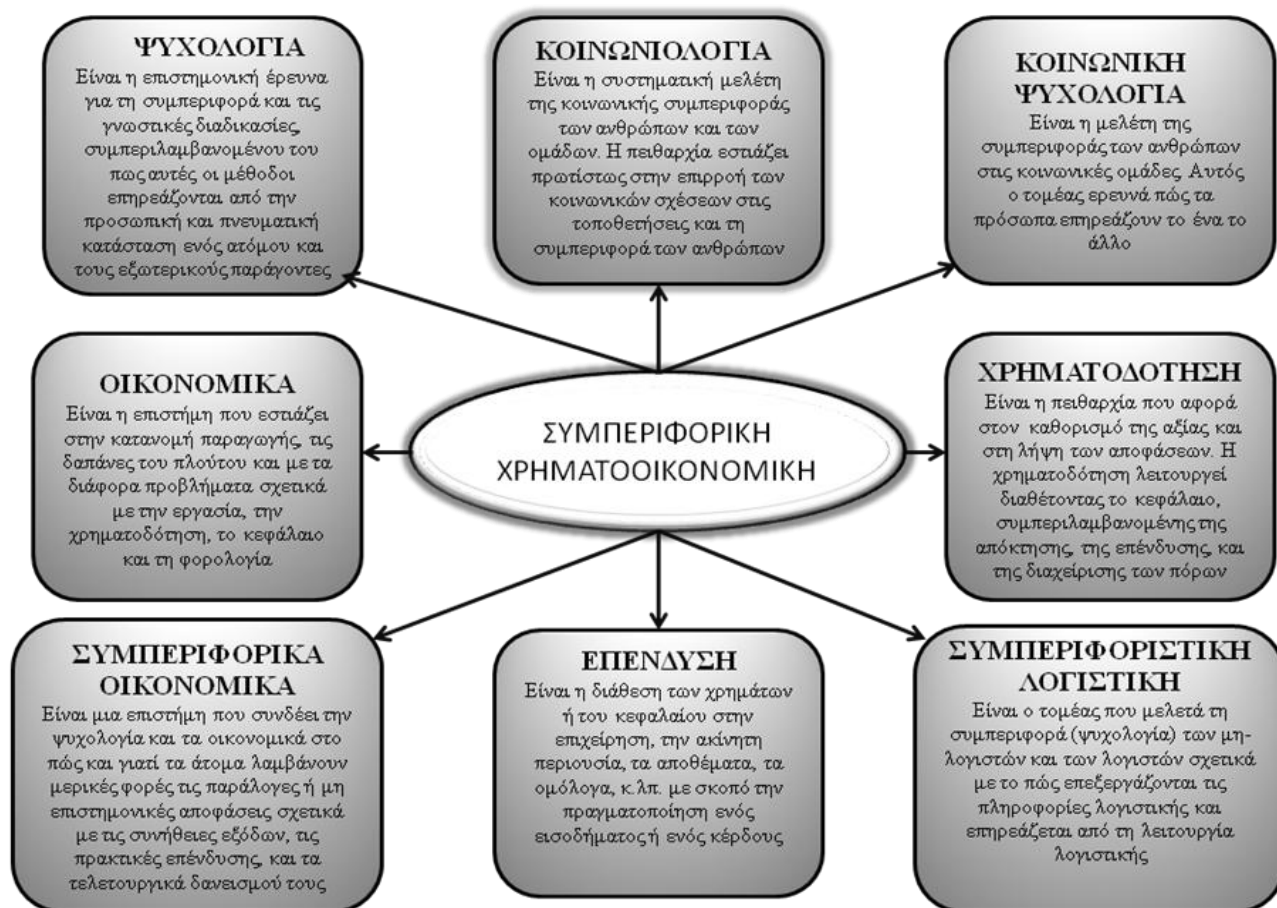 ΨΥΧΟΛΟΓΙΑ
Είναι η επιστημονική έρευνα
για τη συμπεριφορά και τις
γνωστικές διαδικασίες,
συμπεριλαμβανομένου του
πως αυτές οι μέθοδοι
επηρεάζονται από την
προσωπική και πνευματική
κατάσταση ενός ατόμου και
τους εξωτερικούς παράγοντες
ΚΟΙΝΩΝΙΟΛΟΓΙΑ
Είναι η συστηματική μελέτη
της κοινωνικής συμπεριφοράς
των ανθρώπων και των
ομάδων. Η πειθαρχία εστιάζει
πρωτίστως στην επιρροή των
κοινωνικών σχέσεων στις
τοποθετήσεις και τη
συμπεριφορά των ανθρώπων
ΚΟΙΝΩΝΙΚΗ
ΨΥΧΟΛΟΓΙΑ
Είναι η μελέτη της
συμπεριφοράς των ανθρώπων
στις κοινωνικές ομάδες. Αυτός
ο τομέας ερευνά πώς τα
πρόσωπα επηρεάζουν το ένα το
άλλο
ΟΙΚΟΝΟΜΙΚΑ
Είναι η επιστήμη που εστιάζει
στην κατανομή παραγωγής, τις
δαπάνες του πλούτου και με τα
διάφορα προβλήματα σχετικά
με την εργασία, την
χρηματοδότηση, το κεφάλαιο
και τη φορολογία
ΣΥΜΠΕΡΙΦΟΡΙΚΗ
ΧΡΗΜΑΤΟΟΙΚΟΝΟΜΙΚΗ
ΧΡΗΜΑΤΟΔΟΤΗΣΗ
Είναι η πειθαρχία που αφορά
στον καθορισμό της αξίας και
στη λήψη των αποφάσεων. Η
χρηματοδότηση λειτουργεί
διαθέτοντας το κεφάλαιο,
συμπεριλαμβανομένης της
απόκτησης, της επένδυσης, και
της διαχείρισης των πόρων
ΣΥΜΠΕΡΙΦΟΡΙΚΑ
ΟΙΚΟΝΟΜΙΚΑ
Είναι μια επιστήμη που συνδέει την
ψυχολογία και τα οικονομικά στο
πώς και γιατί τα άτομα λαμβάνουν
μερικές φορές τις παράλογες ή μη
επιστημονικές αποφάσεις σχετικά
με τις συνήθειες εξόδων, τις
πρακτικές επένδυσης, και τα
τελετουργικά δανεισμού τους
ΕΠΕΝΔΥΣΗ
Είναι η διάθεση των χρημάτων
ή του κεφαλαίου στην
επιχείρηση, την ακίνητη
περιουσία, τα αποθέματα, τα
ομόλογα, κ.λπ. με σκοπό την
πραγματοποίηση ενός
εισοδήματος ή ενός κέρδους
ΣΥΜΠΕΡΙΦΟΡΙΣΤΙΚΗ
ΛΟΓΙΣΤΙΚΗ
Είναι ο τομέας που μελετά τη
συμπεριφορά (ψυχολογία) των μη-
λογιστών και των λογιστών σχετικά
με το πώς επεξεργάζονται τις
πληροφορίες λογιστικής και
επηρεάζεται από τη λειτουργία
λογιστικής